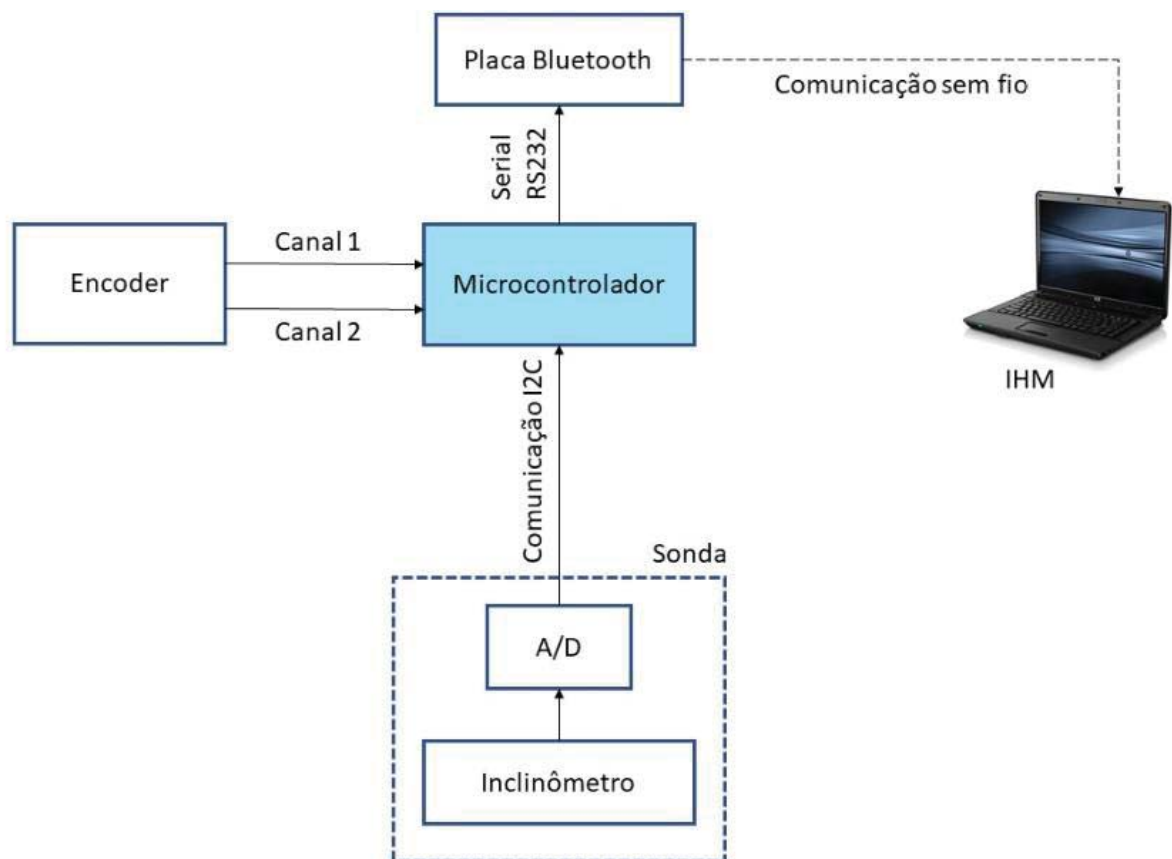 Placa Bluetooth
Comunicação sem fio
Serial
RS232
Encoder
Canal 1
Canal 2
Microcontrolador
IHM
Comunicação I2C
Sonda
A/D
Inclinômetro